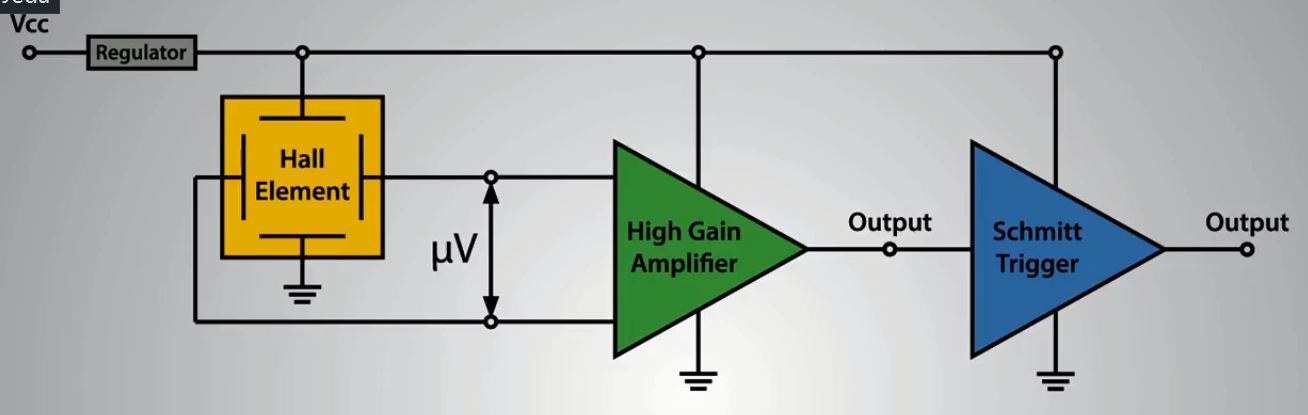 Vcc
Regulator
Hall
Element
µV
High Gain
Amplifier
Output
Schmitt
Trigger
Output